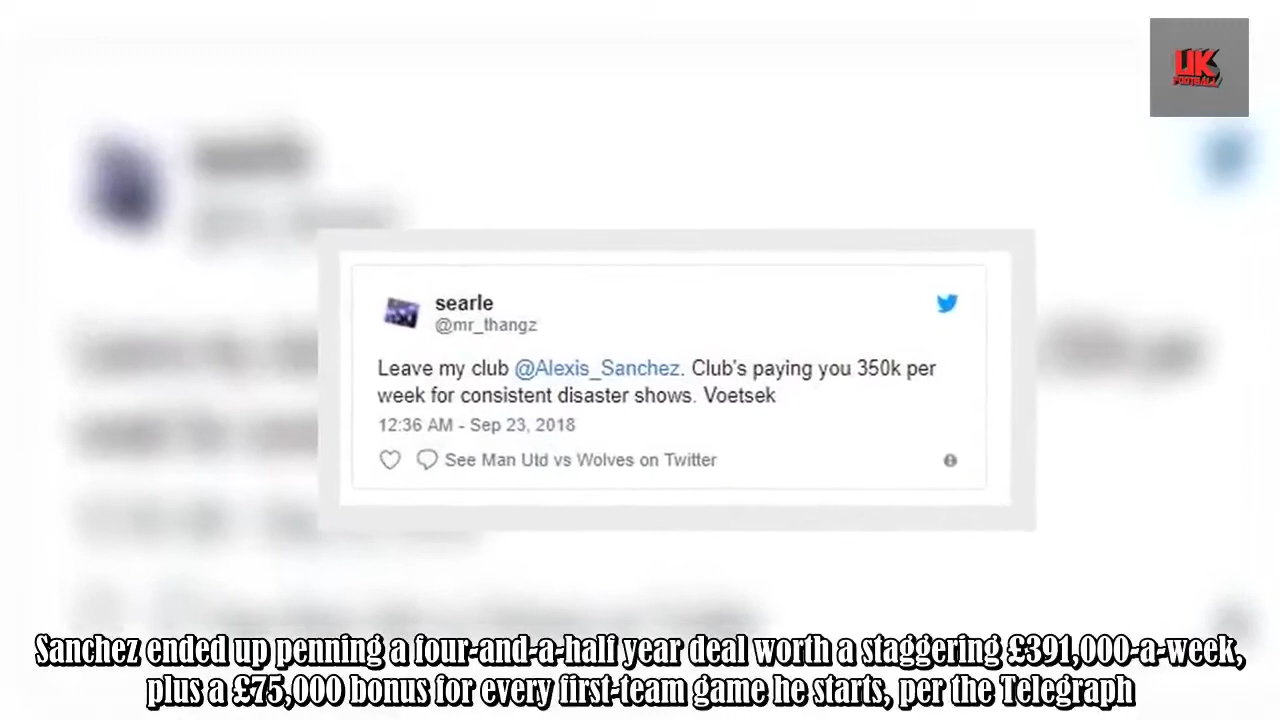 UK
FOOTBALL
searle
@mr_thangz
Leave my club @Alexis_Sanchez. Club's paying you 350k per
week for consistent disaster shows. Voetsek
12:36 AM - Sep 23, 2018
See Man Utd vs Wolves on Twitter
Sanchez ended up penning a four-and-a-half year deal worth a staggering £391,000-a-week,
plus a £75,000 bonus for every first-team game he starts, per the Telegraph